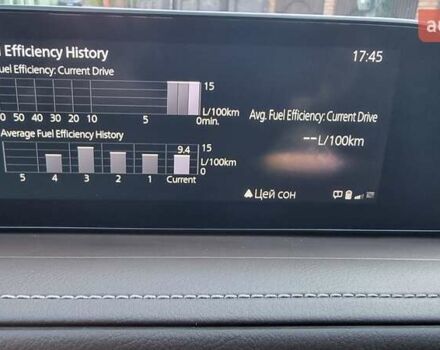 Efficiency History
17:45
uel Efficiency: Current Drive
15
L/100km
0 50 40 30 20 10 5 0min.
Avg. Fuel Efficiency: Current Drive
--L/100km
Average Fuel Efficiency History
9.4 15
L/100km
5 4 3 2 1 Current 0
Цей сон